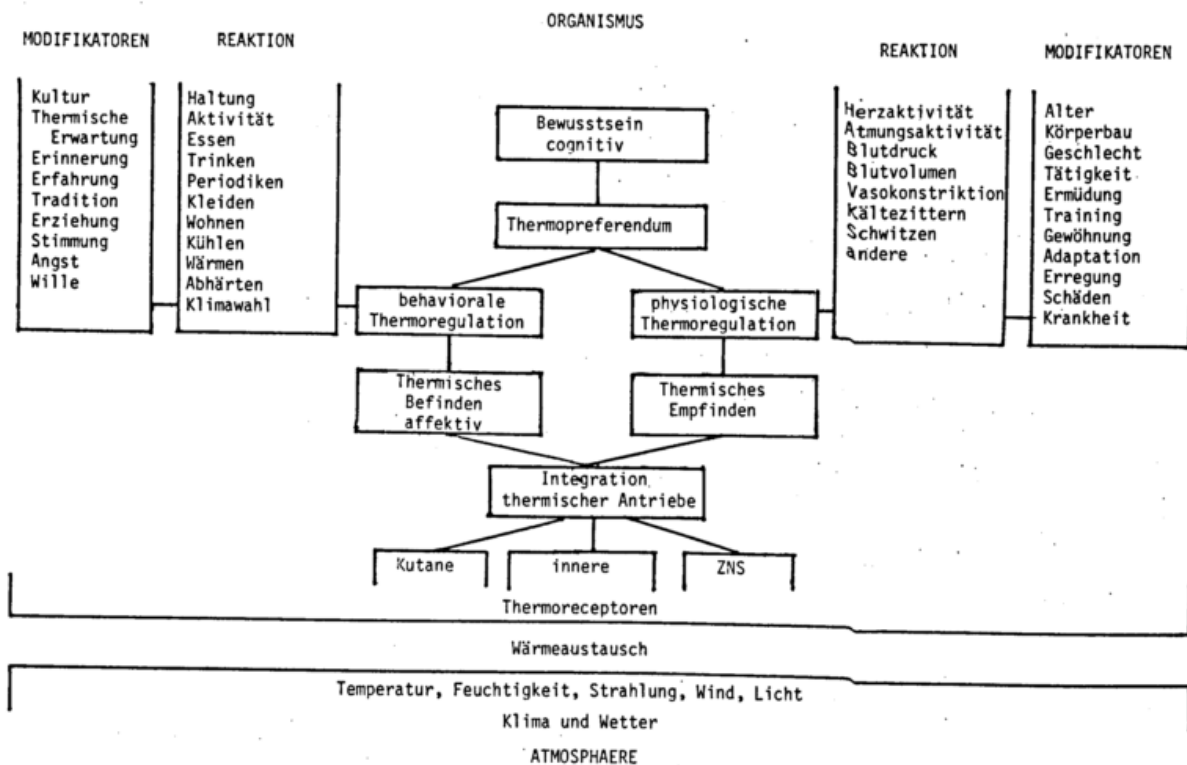 ORGANISMUS
MODIFIKATOREN
Kultur
Thermische
Erwartung
Erinnerung
Erfahrung
Tradition
Erziehung
Stimmung
Angst
Wille
REAKTION
Haltung
Aktivität
Essen
Trinken
Periodiken
Kleiden
Wohnen
Kühlen
Wärmen
Abhärten
Klimawahl
Bewusstsein
cognitiv
Thermopreferendum
behaviorale
Thermoregulation
physiologische
Thermoregulation
Thermisches
Befinden
affektiv
Thermisches
Empfinden
Integration
thermischer Antriebe
Kutane
innere
ZNS
REAKTION
Herzaktivität
Atmungsaktivität
Blutdruck
Blutvolumen
Vasokonstriktion
Kältezittern
Schwitzen
andere
MODIFIKATOREN
Alter
Körperbau
Geschlecht
Tätigkeit
Ermüdung
Training
Gewöhnung
Adaptation
Erregung
Schäden
Krankheit
Thermoreceptoren
Wärmeaustausch
Temperatur, Feuchtigkeit, Strahlung, Wind, Licht
Klima und Wetter
ATMOSPHAERE